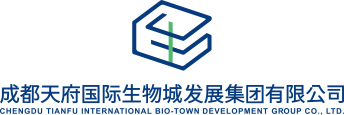 成都天府国际生物城发展集团有限公司
CHENGDU TIANFU INTERNATIONAL BIO-TOWN DEVELOPMENT GROUP CO., LTD.